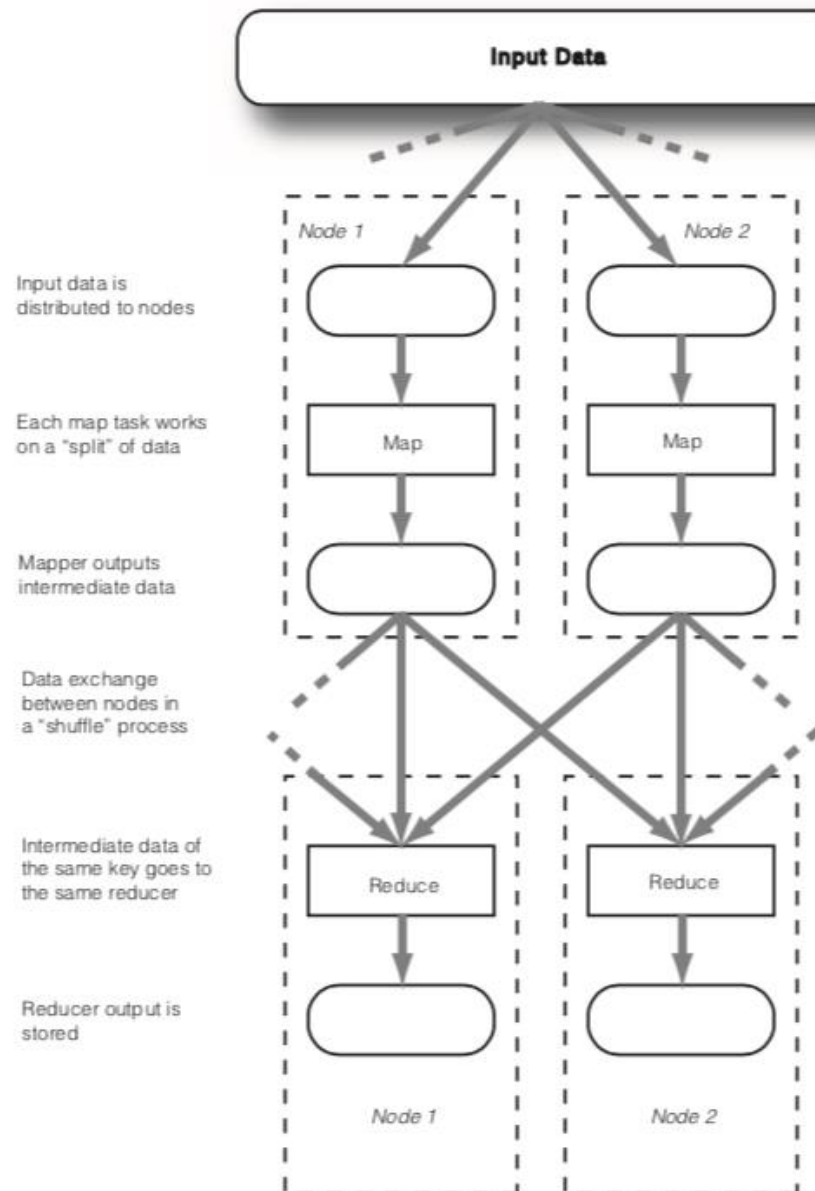 Input Data
Node 1
Node 2
Input data is
distributed to nodes
Each map task works
on a “split” of data
Map
Map
Mapper outputs
intermediate data
Data exchange
between nodes in
a “shuffle” process
Intermediate data of
the same key goes to
the same reducer
Reduce
Reduce
Reducer output is
stored
Node 1
Node 2